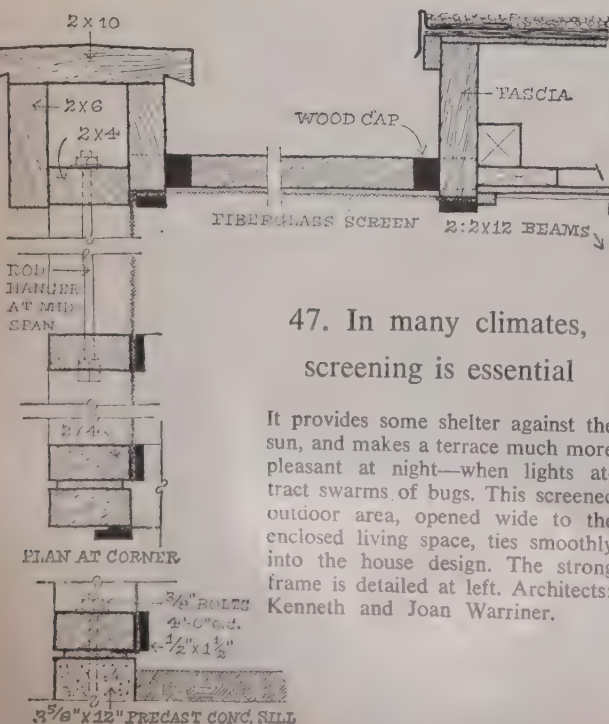 2 X 10
2X6
2X4
WOOD CAP
FASCIA
FIBERGLASS SCREEN
2:2X12 BEAMS
ROD
HANGER
AT MID
SPAN
47. In many climates,
screening is essential
It provides some shelter against the
sun, and makes a terrace much more
pleasant at night—when lights at-
tract swarms of bugs. This screened
outdoor area, opened wide to the
enclosed living space, ties smoothly
into the house design. The strong
frame is detailed at left. Architects:
Kenneth and Joan Warriner.
2/4
PLAN AT CORNER
3/8" BOLTS
4'-0" o.c.
1/2" X 1 1/2"
3 5/8" X 12" PRECAST CONC. SILL